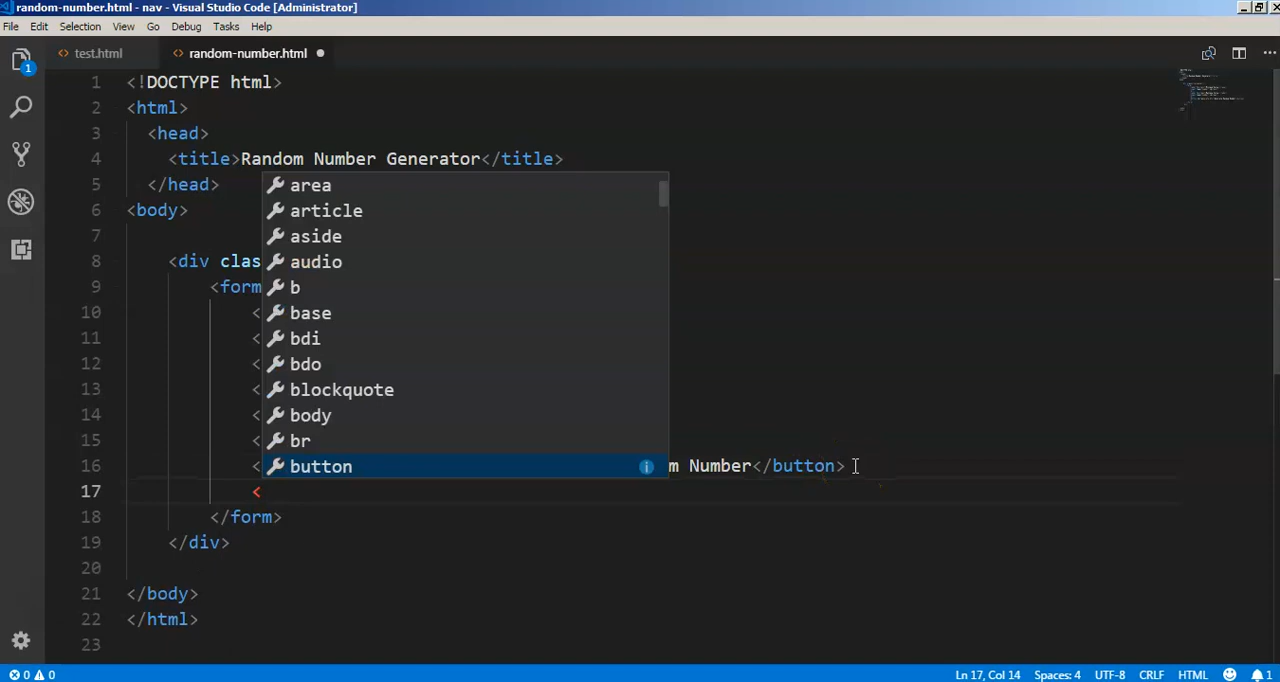 random-number.html - nav - Visual Studio Code [Administrator]
File Edit Selection View Go Debug Tasks Help
<> test.html <> random-number.html
1 <!DOCTYPE html>
2 <html>
3 <head>
4 <title>Random Number Generator</title>
5 </head>
6 <body>
7
8 <div clas
9 <form
10 <
11 <
12 <
13 <
14 <
15 <
16 < m Number</button>
17 <
18 </form>
19 </div>
20
21 </body>
22 </html>
23
area
article
aside
audio
b
base
bdi
bdo
blockquote
body
br
button i
1
0 0 Ln 17, Col 14 Spaces: 4 UTF-8 CRLF HTML 1